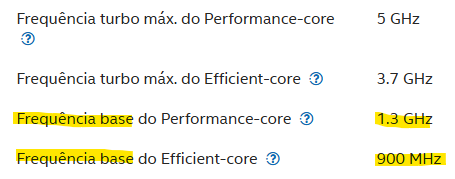 Frequência turbo máx. do Performance-core 5 GHz
?
Frequência turbo máx. do Efficient-core ? 3.7 GHz
Frequência base do Performance-core ? 1.3 GHz
Frequência base do Efficient-core ? 900 MHz